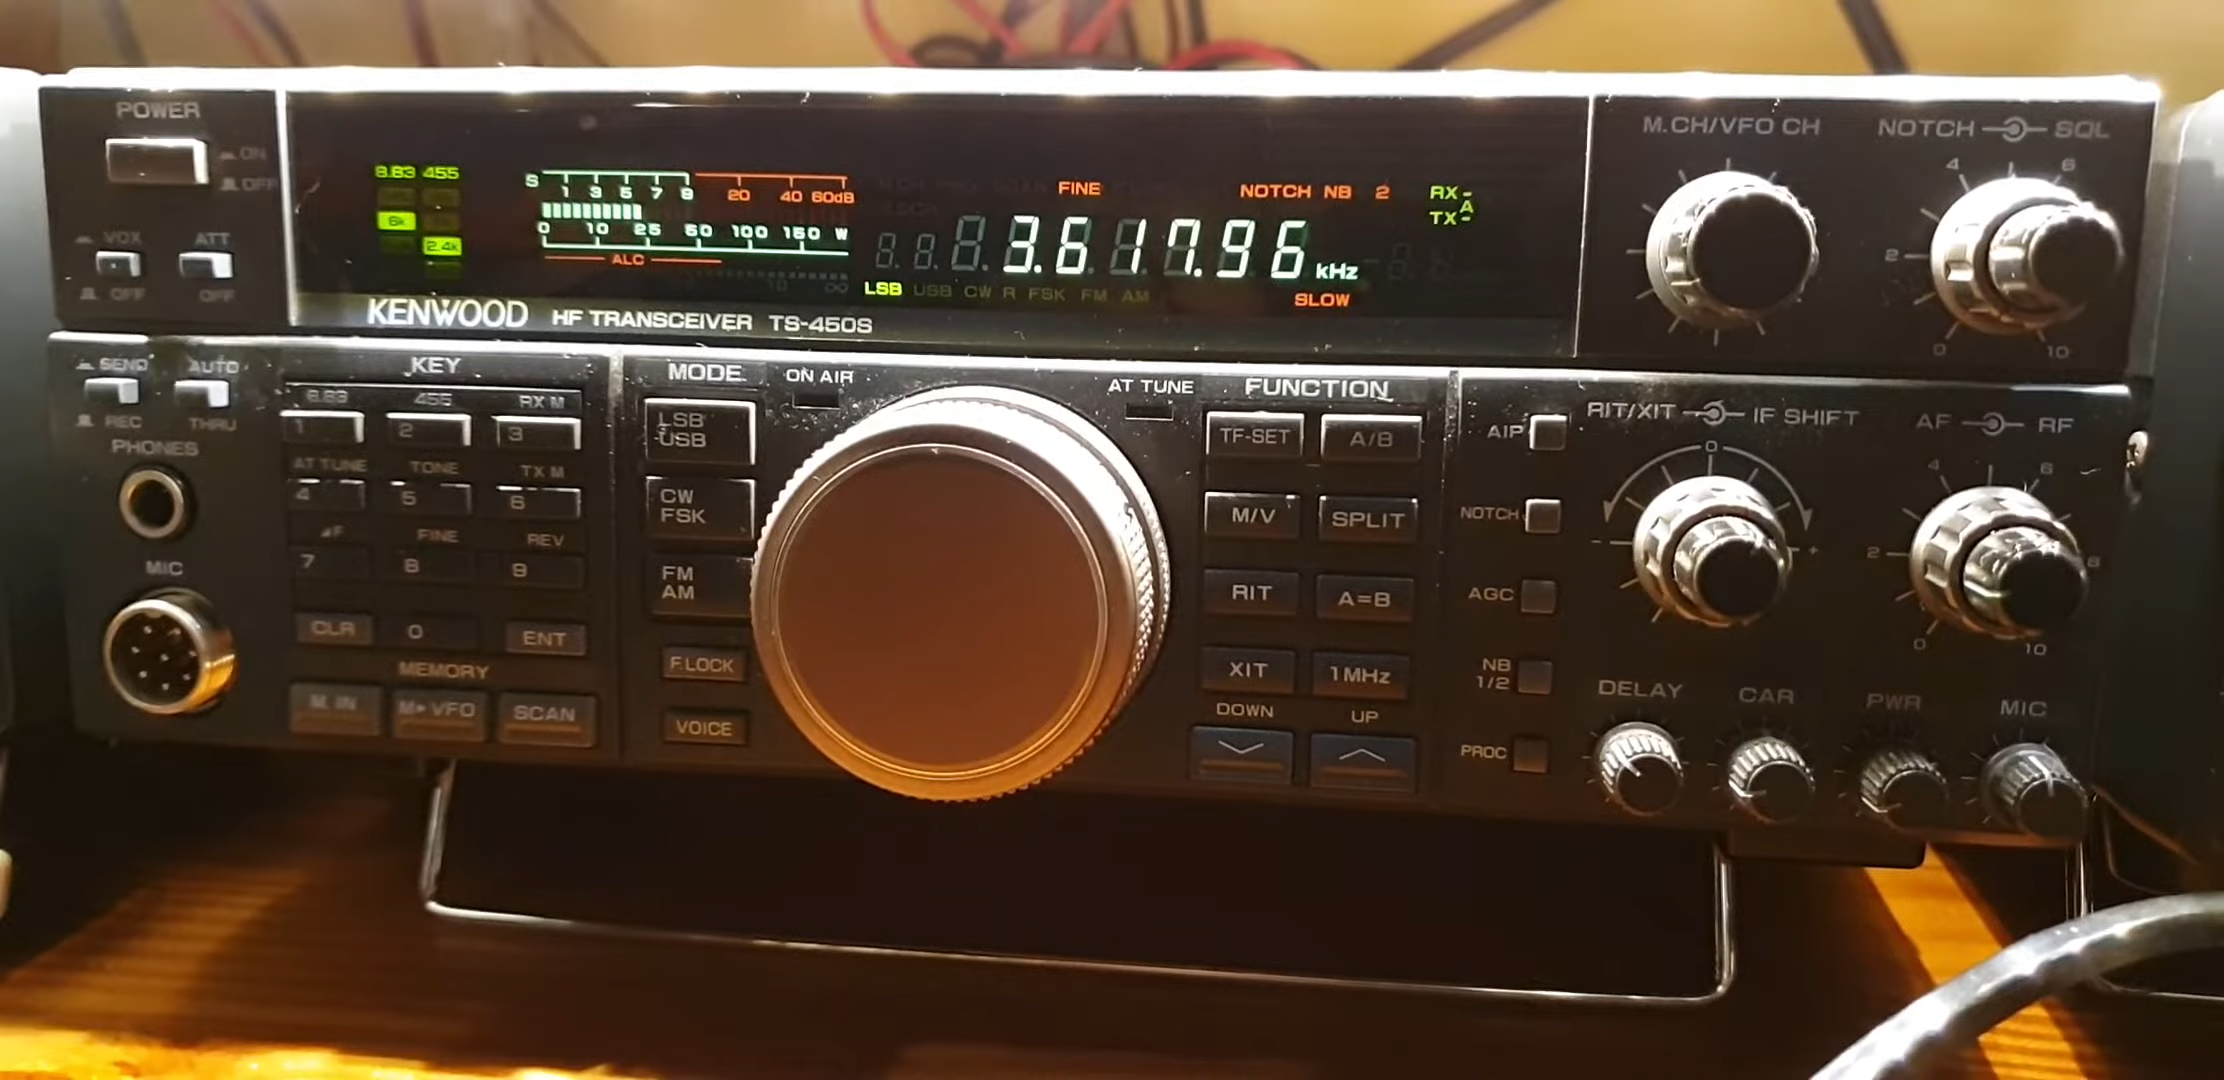 POWER
ON
OFF
VOX
ATT
OFF
OFF
8.83 455
6k
2.4k
S 1 3 5 7 9 20 40 60dB
0 10 25 50 100 150 W
ALC
FINE
NOTCH NB 2
RX
A
TX
3.617.96 kHz
LSB USB CW R FSK FM AM
SLOW
KENWOOD HF TRANSCEIVER TS-450S
M.CH/VFO CH
NOTCH SQL
4 6
2
0 10
SEND
REC
AUTO
THRU
PHONES
MIC
KEY
8.83 455 RX M
1 2 3
AT TUNE TONE TX M
4 5 6
⊿F FINE REV
7 8 9
CLR 0 ENT
MEMORY
M.IN M►VFO SCAN
MODE
LSB
USB
CW
FSK
FM
AM
F.LOCK
VOICE
ON AIR
AT TUNE
FUNCTION
TF-SET A/B
M/V SPLIT
RIT A=B
XIT 1MHz
DOWN UP
AIP
NOTCH
AGC
NB
1/2
PROC
RIT/XIT IF SHIFT
0
- +
AF RF
4 6
2 8
0 10
DELAY CAR PWR MIC